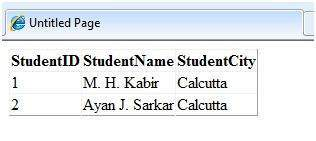 Untitled Page
StudentID StudentName StudentCity
1 M. H. Kabir Calcutta
2 Ayan J. Sarkar Calcutta